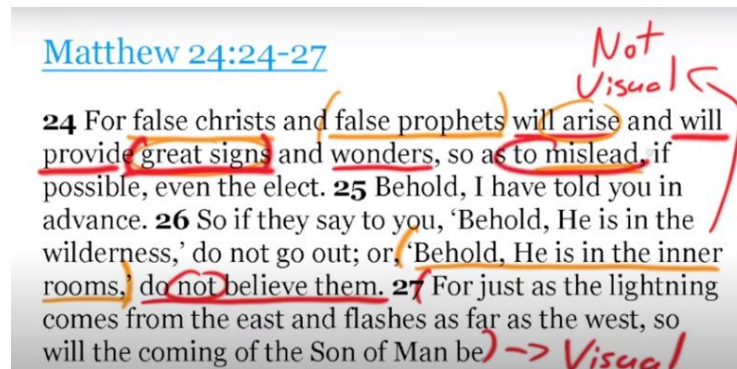 Matthew 24:24-27
Not
Visual
24 For false christs and false prophets will arise and will
provide great signs and wonders, so as to mislead, if
possible, even the elect. 25 Behold, I have told you in
advance. 26 So if they say to you, ‘Behold, He is in the
wilderness,’ do not go out; or, ‘Behold, He is in the inner
rooms,’ do not believe them. 27 For just as the lightning
comes from the east and flashes as far as the west, so
will the coming of the Son of Man be
Visual